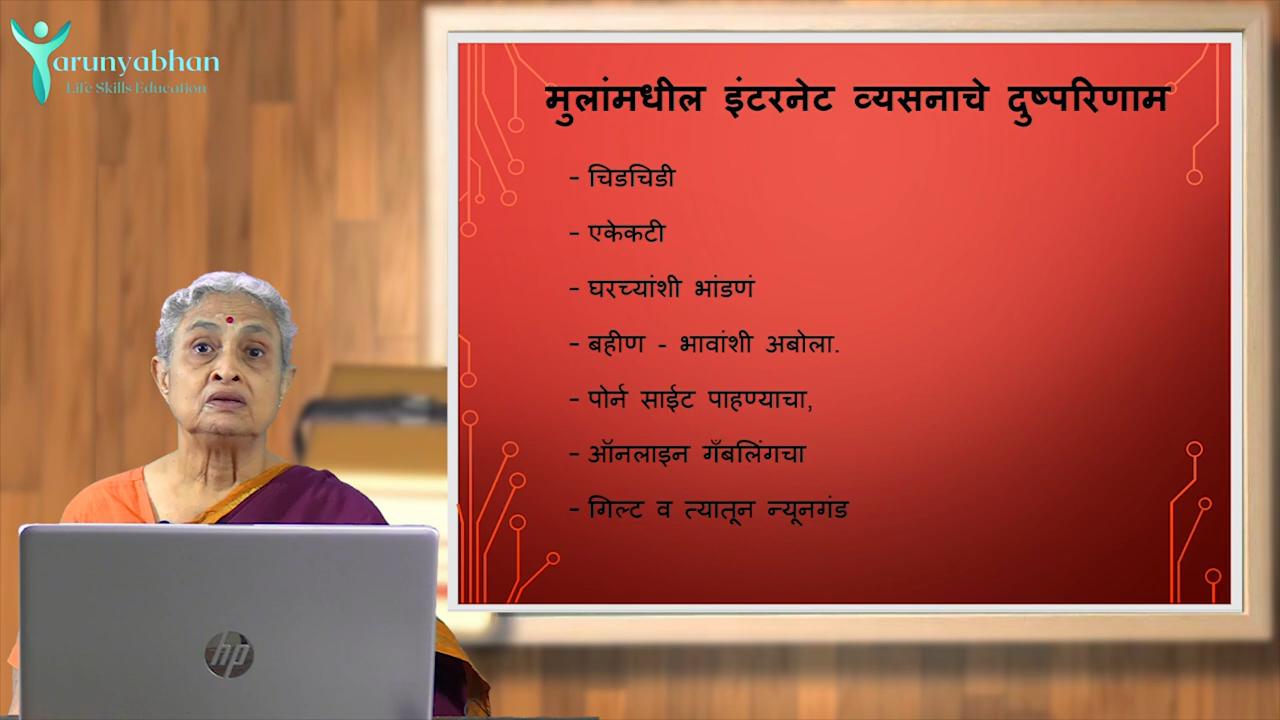 Tarunyabhan
Life Skills Education
मुलांमधील इंटरनेट व्यसनाचे दुष्परिणाम
- चिडचिडी
- एकेकटी
- घरच्यांशी भांडणं
- बहीण - भावांशी अबोला.
- पोर्न साईट पाहण्याचा,
- ऑनलाइन गॅंबलिंगचा
- गिल्ट व त्यातून न्यूनगंड
hp